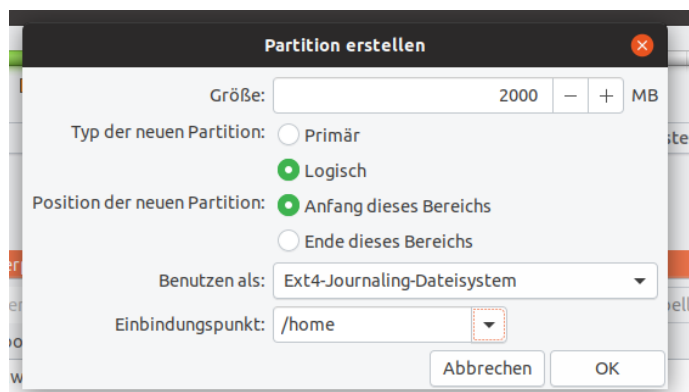 Partition erstellen
Größe: 2000 − + MB
Typ der neuen Partition: Primär
Logisch
Position der neuen Partition: Anfang dieses Bereichs
Ende dieses Bereichs
Benutzen als: Ext4-Journaling-Dateisystem
Einbindungspunkt: /home
Abbrechen OK